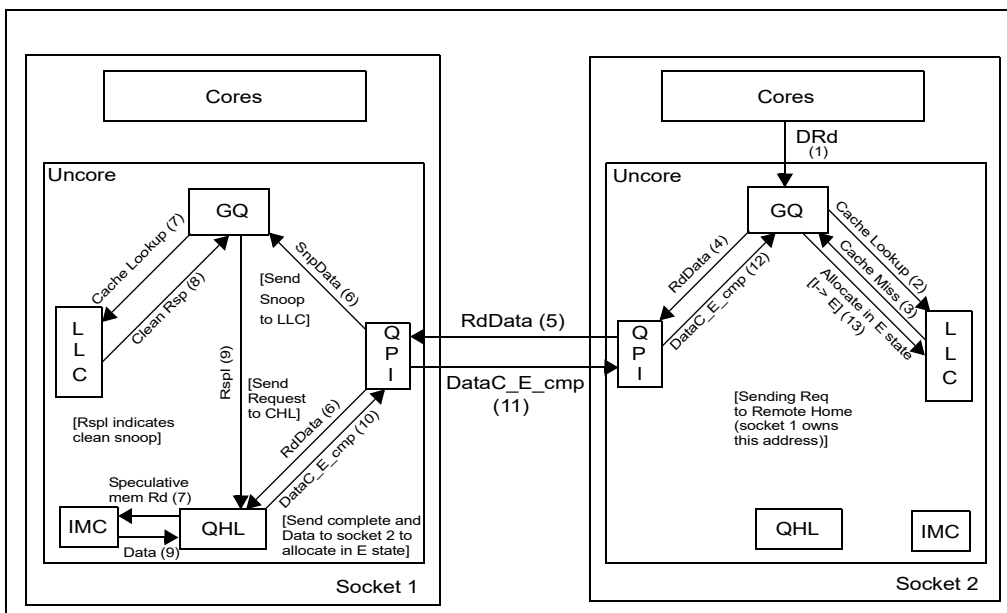 Cores
Uncore
GQ
Cache Lookup (7)
Clean Rsp (8)
SnpData (6)
[Send
Snoop
to LLC]
L
L
C
Q
P
I
RspI (9)
[Send
Request
to CHL]
[RspI indicates
clean snoop]
RdData (6)
DataC_E_cmp (10)
Speculative
mem Rd (7)
IMC
QHL
Data (9)
[Send complete and
Data to socket 2 to
allocate in E state]
Socket 1
RdData (5)
DataC_E_cmp
(11)
Cores
DRd
(1)
Uncore
GQ
RdData (4)
DataC_E_cmp (12)
Cache Lookup (2)
Cache Miss (3)
Allocate in E state
[I-> E] (13)
Q
P
I
L
L
C
[Sending Req
to Remote Home
(socket 1 owns
this address)]
QHL
IMC
Socket 2